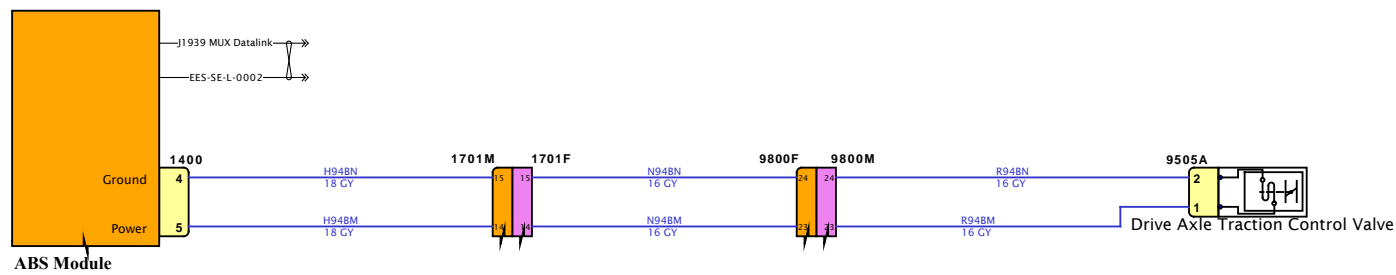 J1939 MUX Datalink
EES-SE-L-0002
1400
1701M
1701F
9800F
9800M
9505A
Ground
4
H94BN
18 GY
15
15
N94BN
16 GY
24
24
R94BN
16 GY
2
Power
5
H94BM
18 GY
14
14
N94BM
16 GY
23
23
R94BM
16 GY
1
Drive Axle Traction Control Valve
ABS Module